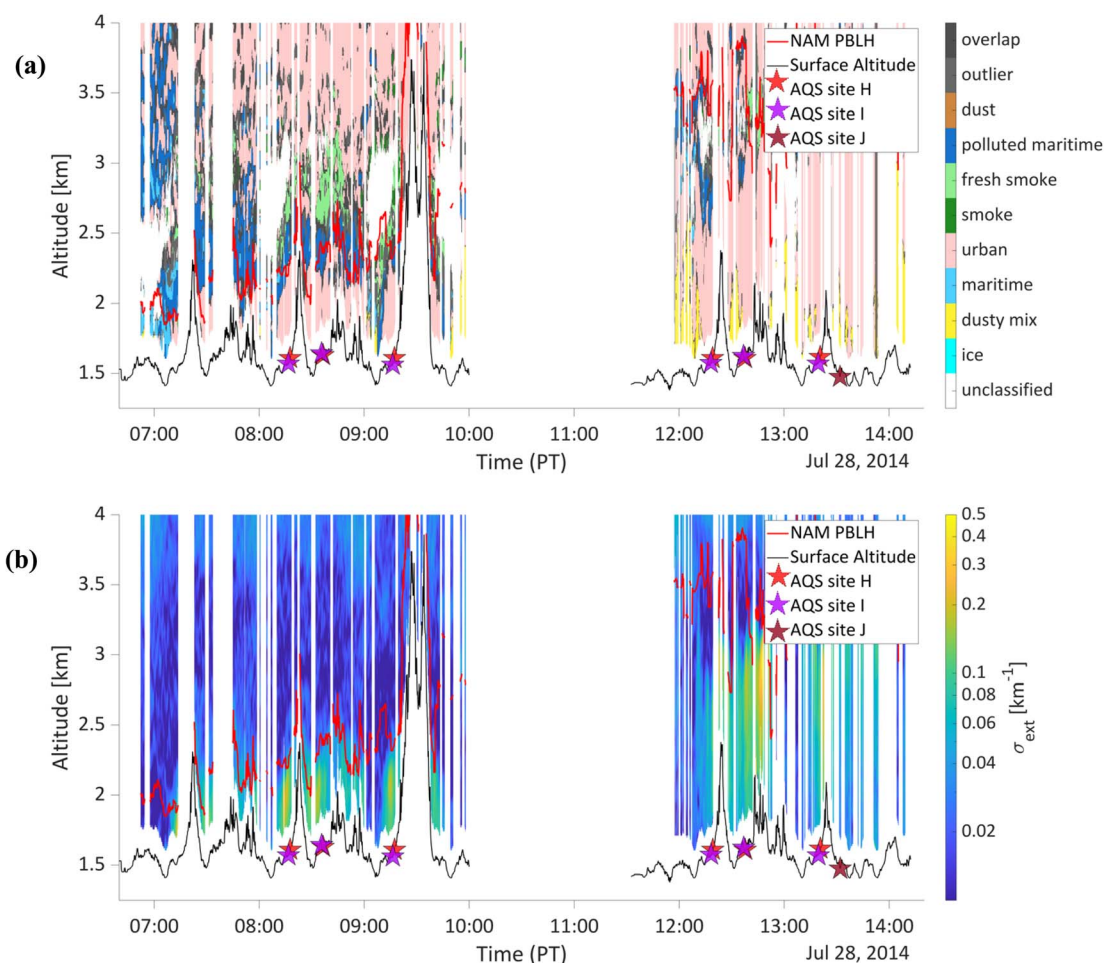 (a)
4
3.5
3
2.5
2
1.5
Altitude [km]
NAM PBLH
Surface Altitude
AQS site H
AQS site I
AQS site J
overlap
outlier
dust
polluted maritime
fresh smoke
smoke
urban
maritime
dusty mix
ice
unclassified
07:00 08:00 09:00 10:00 11:00 12:00 13:00 14:00
Time (PT)
Jul 28, 2014
(b)
4
3.5
3
2.5
2
1.5
Altitude [km]
NAM PBLH
Surface Altitude
AQS site H
AQS site I
AQS site J
0.5
0.4
0.3
0.2
0.1
0.08
0.06
0.04
0.02
σext [km-1]
07:00 08:00 09:00 10:00 11:00 12:00 13:00 14:00
Time (PT)
Jul 28, 2014